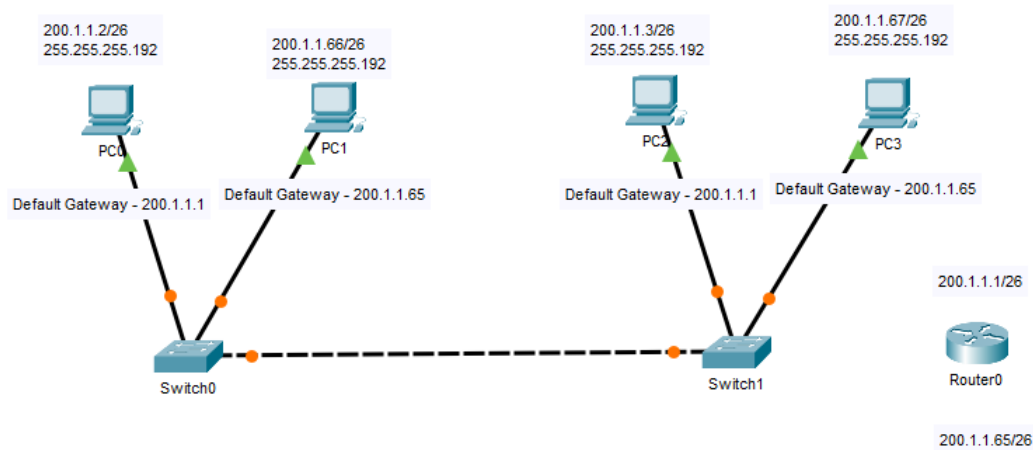 200.1.1.2/26
255.255.255.192
200.1.1.66/26
255.255.255.192
200.1.1.3/26
255.255.255.192
200.1.1.67/26
255.255.255.192
PC0
PC1
PC2
PC3
Default Gateway - 200.1.1.1
Default Gateway - 200.1.1.65
Default Gateway - 200.1.1.1
Default Gateway - 200.1.1.65
200.1.1.1/26
Switch0
Switch1
Router0
200.1.1.65/26